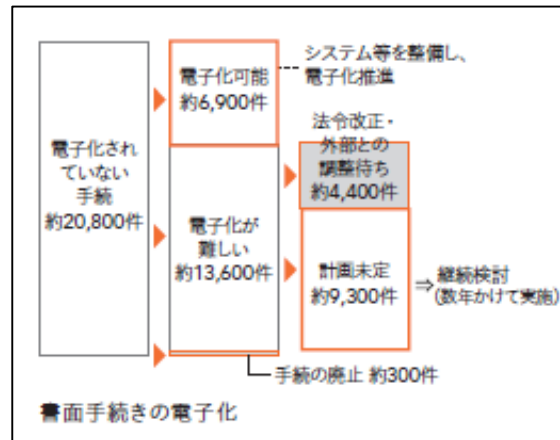 電子化され
ていない
手続
約20,800件
電子化可能
約6,900件
システム等を整備し、
電子化推進
電子化が
難しい
約13,600件
法令改正・
外部との
調整待ち
約4,400件
計画未定
約9,300件
⇒継続検討
(数年かけて実施)
手続の廃止 約300件
書面手続きの電子化